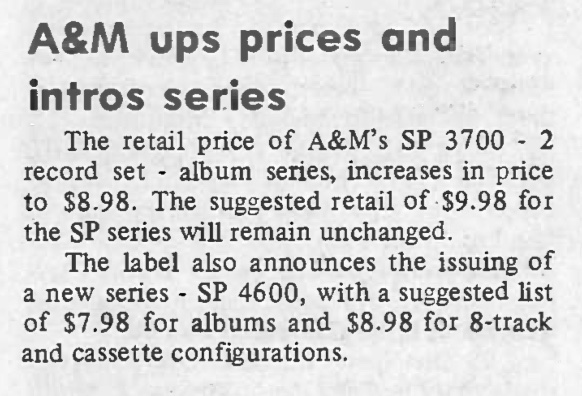 A&M ups prices and
intros series
The retail price of A&M's SP 3700 - 2
record set - album series, increases in price
to $8.98. The suggested retail of $9.98 for
the SP series will remain unchanged.
The label also announces the issuing of
a new series - SP 4600, with a suggested list
of $7.98 for albums and $8.98 for 8-track
and cassette configurations.